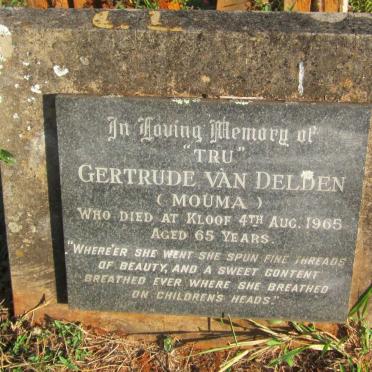 In Loving Memory of
"TRU"
GERTRUDE VAN DELDEN
( MOUMA )
WHO DIED AT KLOOF 4TH AUG. 1965
AGED 65 YEARS.
"WHERE'ER SHE WENT SHE SPUN FINE THREADS
OF BEAUTY, AND A SWEET CONTENT
BREATHED EVER WHERE SHE BREATHED
ON CHILDRENS HEADS."